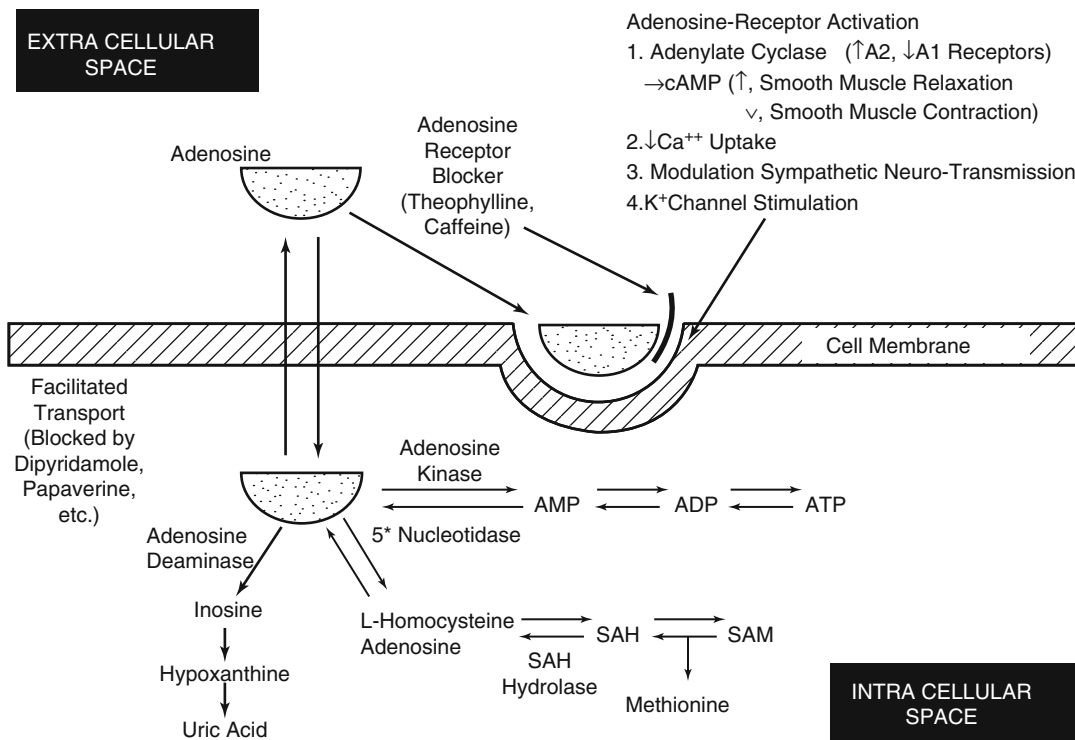 EXTRA CELLULAR
SPACE
Adenosine-Receptor Activation
1. Adenylate Cyclase (↑A2, ↓A1 Receptors)
→cAMP (↑, Smooth Muscle Relaxation
∨, Smooth Muscle Contraction)
2.↓Ca++ Uptake
3. Modulation Sympathetic Neuro-Transmission
4.K+Channel Stimulation
Adenosine
Adenosine
Receptor
Blocker
(Theophylline,
Caffeine)
Cell Membrane
Facilitated
Transport
(Blocked by
Dipyridamole,
Papaverine,
etc.)
Adenosine
Kinase
AMP
ADP
ATP
5* Nucleotidase
Adenosine
Deaminase
Inosine
Hypoxanthine
Uric Acid
L-Homocysteine
Adenosine
SAH
SAM
SAH
Hydrolase
Methionine
INTRA CELLULAR
SPACE